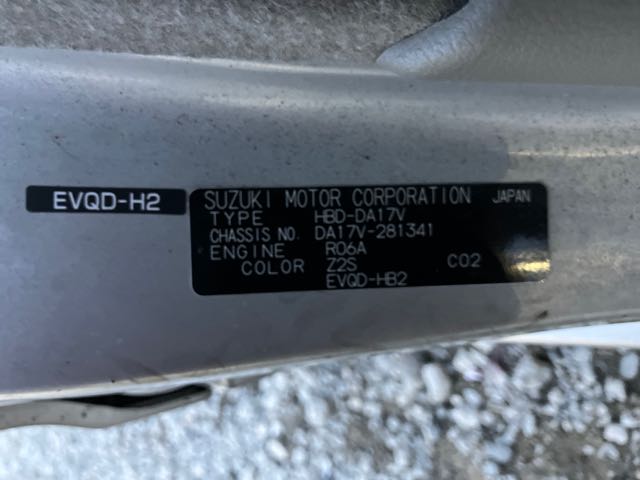 EVQD-H2
SUZUKI MOTOR CORPORATION JAPAN
TYPE HBD-DA17V
CHASSIS NO. DA17V-281341
ENGINE R06A
COLOR Z2S C02
EVQD-HB2